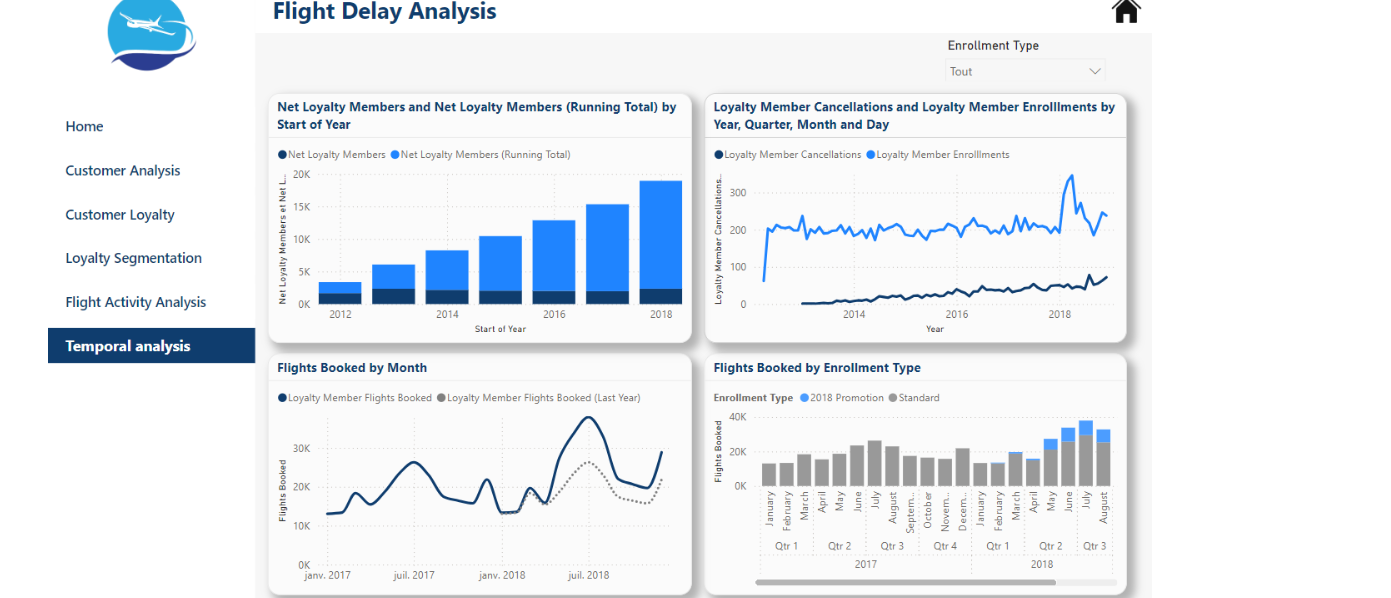 Flight Delay Analysis
Enrollment Type
Tout
Home
Customer Analysis
Customer Loyalty
Loyalty Segmentation
Flight Activity Analysis
Temporal analysis
Net Loyalty Members and Net Loyalty Members (Running Total) by
Start of Year
Net Loyalty Members Net Loyalty Members (Running Total)
Net Loyalty Members et Net L...
20K
15K
10K
5K
0K
2012 2014 2016 2018
Start of Year
Loyalty Member Cancellations and Loyalty Member Enrolllments by
Year, Quarter, Month and Day
Loyalty Member Cancellations Loyalty Member Enrolllments
Loyalty Member Cancellations...
300
200
100
0
2014 2016 2018
Year
Flights Booked by Month
Loyalty Member Flights Booked Loyalty Member Flights Booked (Last Year)
Flights Booked
30K
20K
10K
0K
janv. 2017 juil. 2017 janv. 2018 juil. 2018
Flights Booked by Enrollment Type
Enrollment Type 2018 Promotion Standard
Flights Booked
40K
20K
0K
January February March April May June July August Septem... October Novem... Decem... January February March April May June July August
Qtr 1 Qtr 2 Qtr 3 Qtr 4 Qtr 1 Qtr 2 Qtr 3
2017 2018